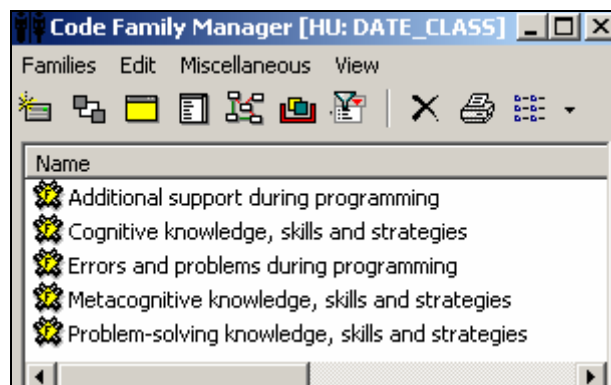 Code Family Manager [HU: DATE_CLASS]
Families Edit Miscellaneous View
Name
Additional support during programming
Cognitive knowledge, skills and strategies
Errors and problems during programming
Metacognitive knowledge, skills and strategies
Problem-solving knowledge, skills and strategies